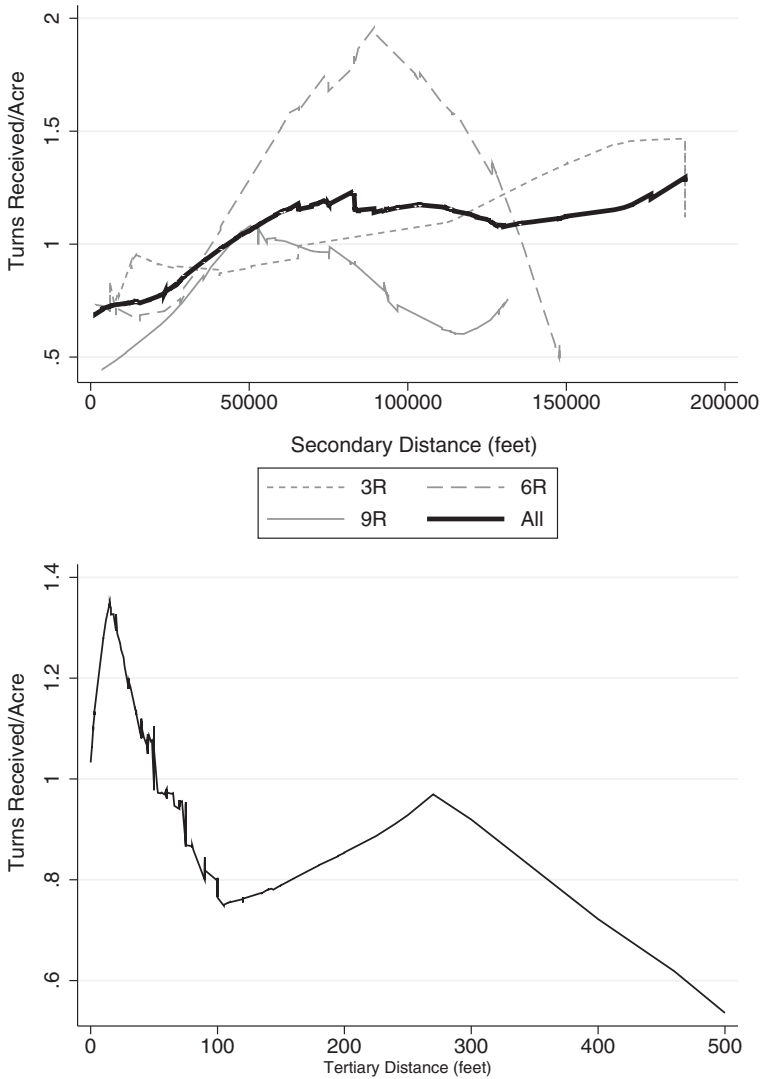 Turns Received/Acre
2
1.5
1
.5
0 50000 100000 150000 200000
Secondary Distance (feet)
3R 6R
9R All
Turns Received/Acre
1.4
1.2
1
.8
.6
0 100 200 300 400 500
Tertiary Distance (feet)